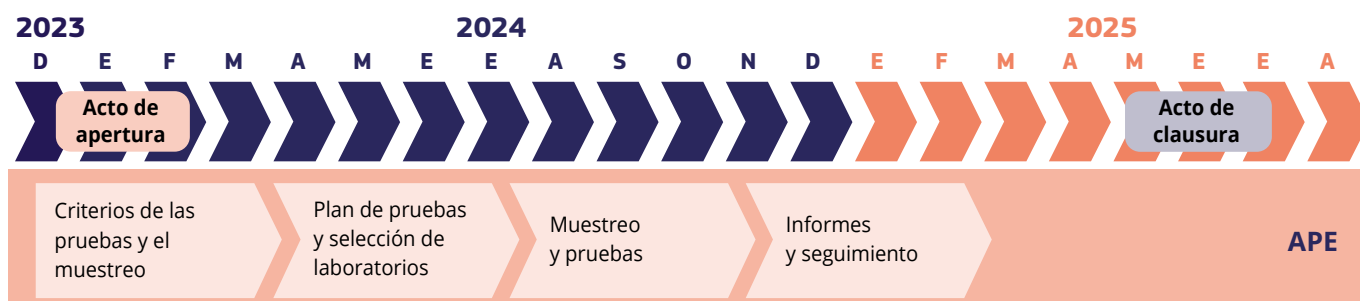 2023 2024 2025
D E F M A M E E A S O N D E F M A M E E A
Acto de
apertura
Acto de
clausura
Criterios de las
pruebas y el
muestreo
Plan de pruebas
y selección de
laboratorios
Muestreo
y pruebas
Informes
y seguimiento
APE